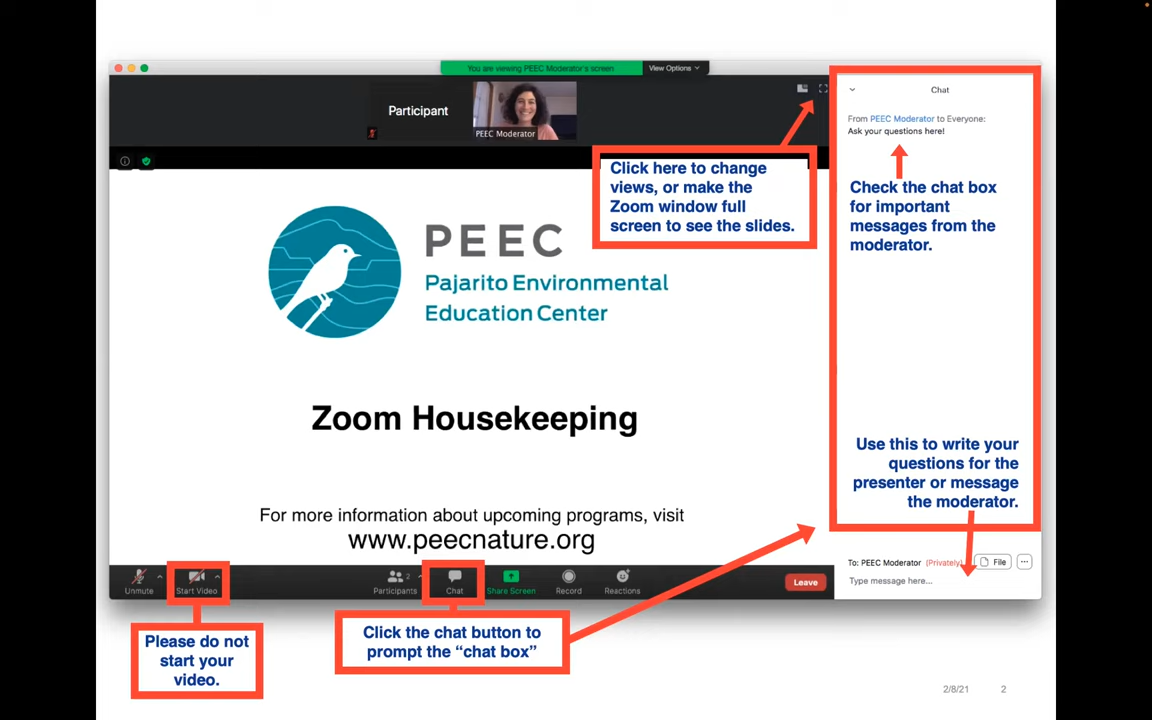 You are viewing PEEC Moderator's screen
View Options
Participant
PEEC Moderator
Chat
From PEEC Moderator to Everyone:
Ask your questions here!
Click here to change
views, or make the
Zoom window full
screen to see the slides.
Check the chat box
for important
messages from the
moderator.
PEEC
Pajarito Environmental
Education Center
Zoom Housekeeping
Use this to write your
questions for the
presenter or message
the moderator.
For more information about upcoming programs, visit
www.peecnature.org
To: PEEC Moderator (Privately) File
Type message here...
Unmute
Start Video
Participants 2
Chat
Share Screen
Record
Reactions
Leave
Please do not
start your
video.
Click the chat button to
prompt the “chat box”
2/8/21 2